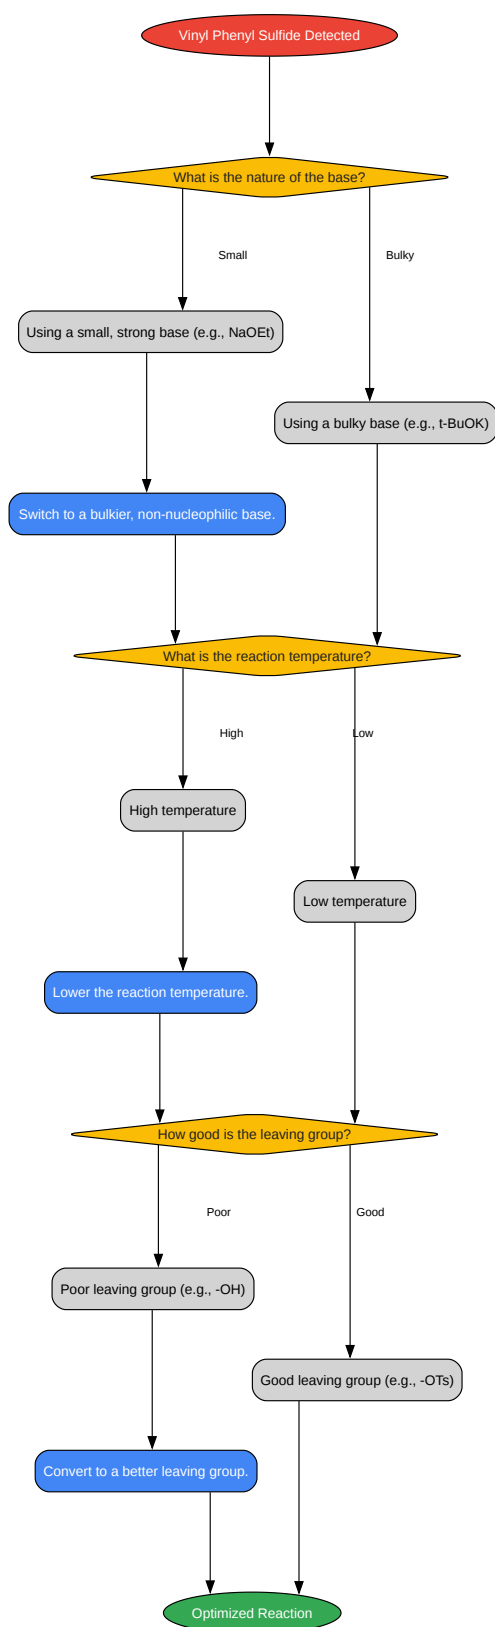 Vinyl Phenyl Sulfide Detected
What is the nature of the base?
Small
Bulky
Using a small, strong base (e.g., NaOEt)
Using a bulky base (e.g., t-BuOK)
Switch to a bulkier, non-nucleophilic base.
What is the reaction temperature?
High
Low
High temperature
Low temperature
Lower the reaction temperature.
How good is the leaving group?
Poor
Good
Poor leaving group (e.g., -OH)
Good leaving group (e.g., -OTs)
Convert to a better leaving group.
Optimized Reaction